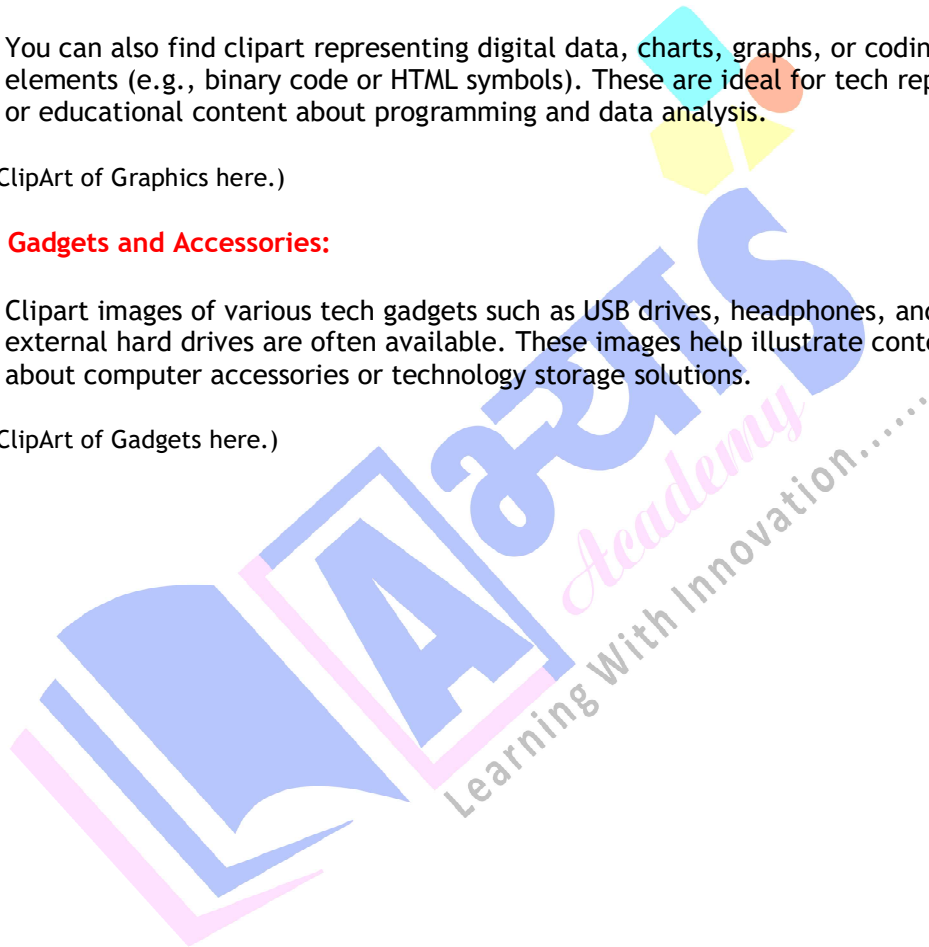 You can also find clipart representing digital data, charts, graphs, or codin
elements (e.g., binary code or HTML symbols). These are ideal for tech rep
or educational content about programming and data analysis.
ClipArt of Graphics here.)
Gadgets and Accessories:
Clipart images of various tech gadgets such as USB drives, headphones, and
external hard drives are often available. These images help illustrate conte
about computer accessories or technology storage solutions.
ClipArt of Gadgets here.)
A
Academy
Learning With Innovation......